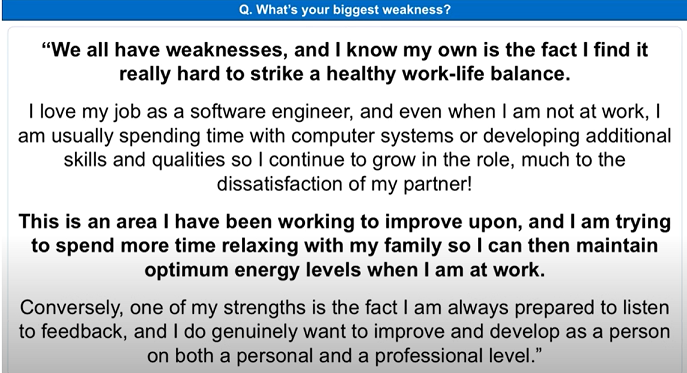 Q. What's your biggest weakness?
“We all have weaknesses, and I know my own is the fact I find it
really hard to strike a healthy work-life balance.
I love my job as a software engineer, and even when I am not at work, I
am usually spending time with computer systems or developing additional
skills and qualities so I continue to grow in the role, much to the
dissatisfaction of my partner!
This is an area I have been working to improve upon, and I am trying
to spend more time relaxing with my family so I can then maintain
optimum energy levels when I am at work.
Conversely, one of my strengths is the fact I am always prepared to listen
to feedback, and I do genuinely want to improve and develop as a person
on both a personal and a professional level.”